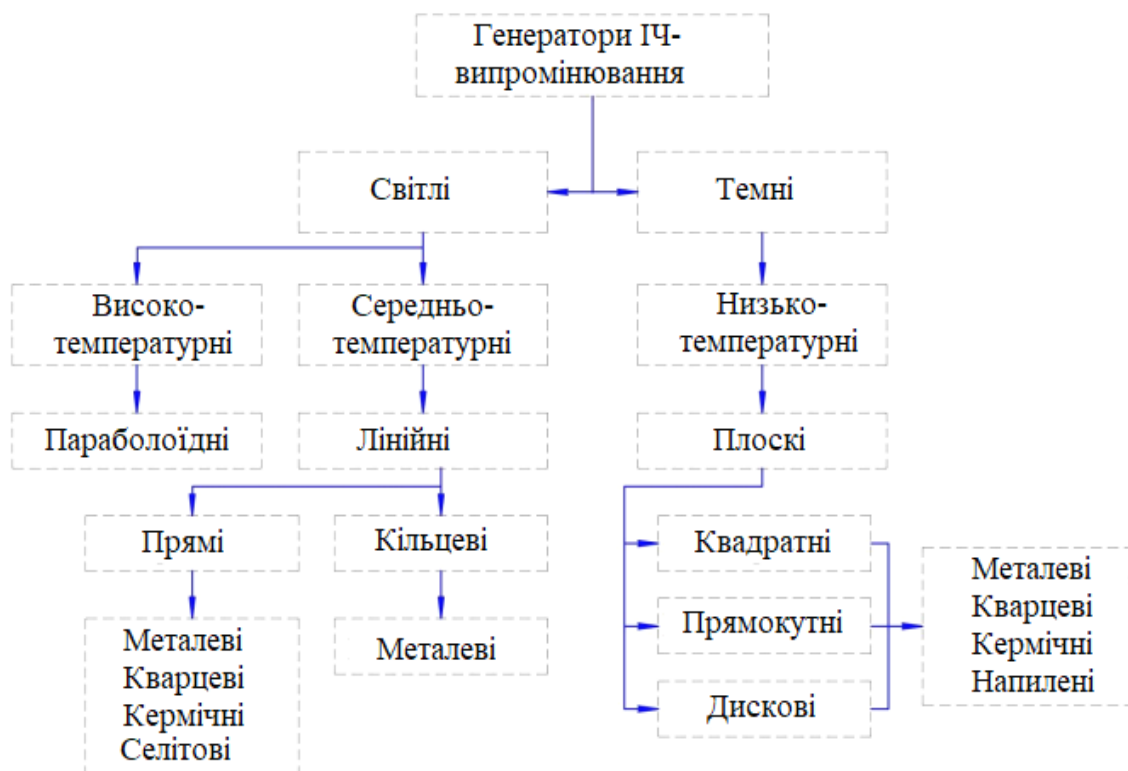 Генератори ІЧ-
випромінювання
Світлі
Темні
Високо-
температурні
Середньо-
температурні
Низько-
температурні
Параболоїдні
Лінійні
Плоскі
Прямі
Кільцеві
Квадратні
Прямокутні
Дискові
Металеві
Кварцеві
Кермічні
Селітові
Металеві
Металеві
Кварцеві
Кермічні
Напилені